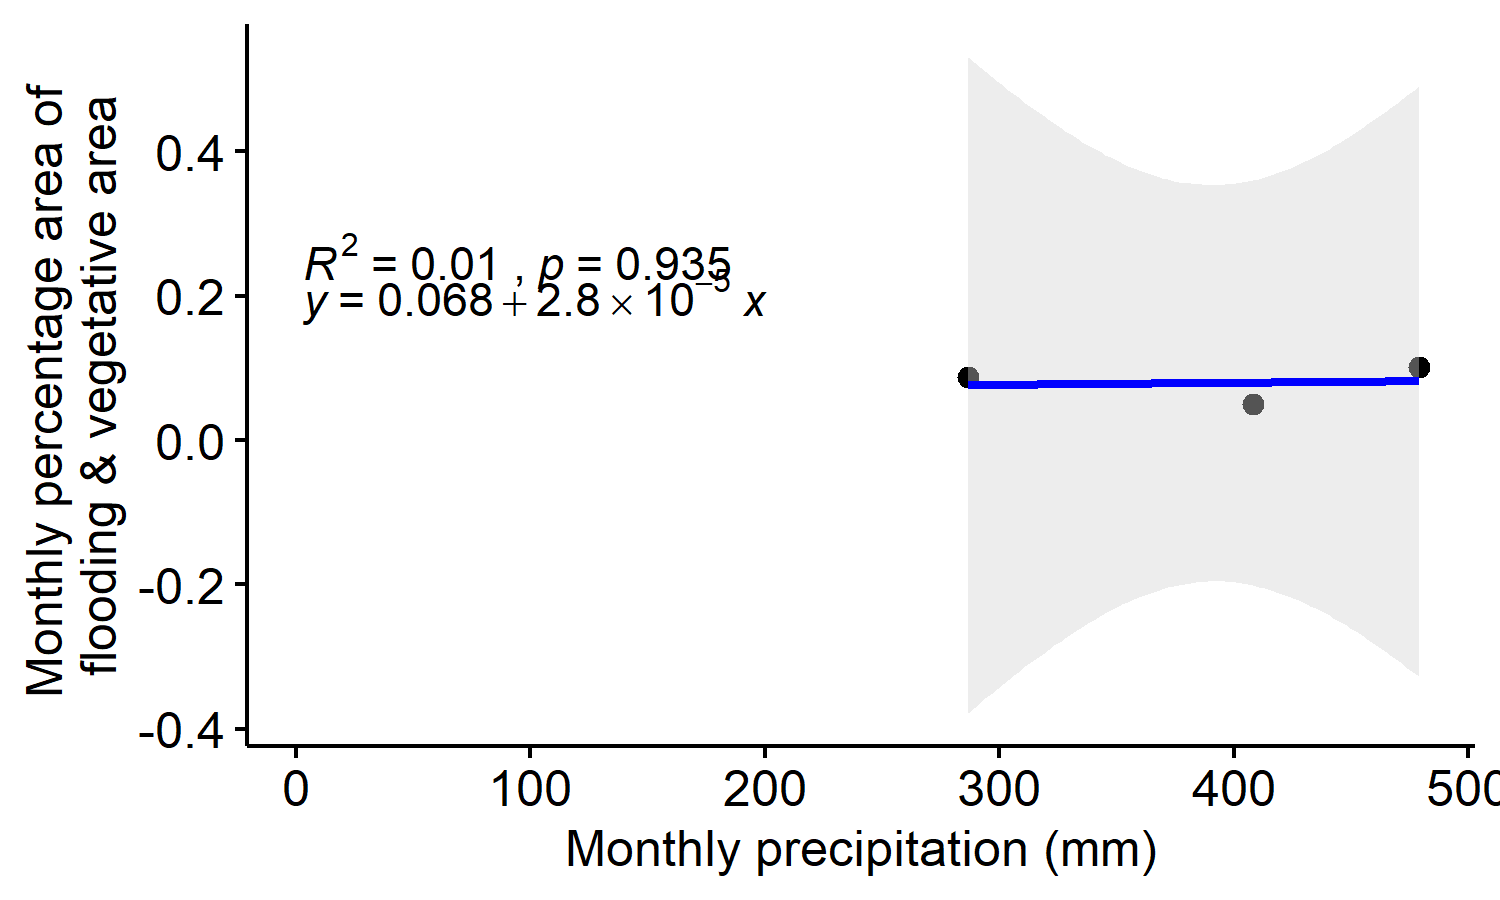 Monthly percentage area of
flooding & vegetative area
0.4
0.2
0.0
-0.2
-0.4
R² = 0.01 , p = 0.935
y = 0.068 + 2.8 × 10⁻⁵ x
0 100 200 300 400 500
Monthly precipitation (mm)